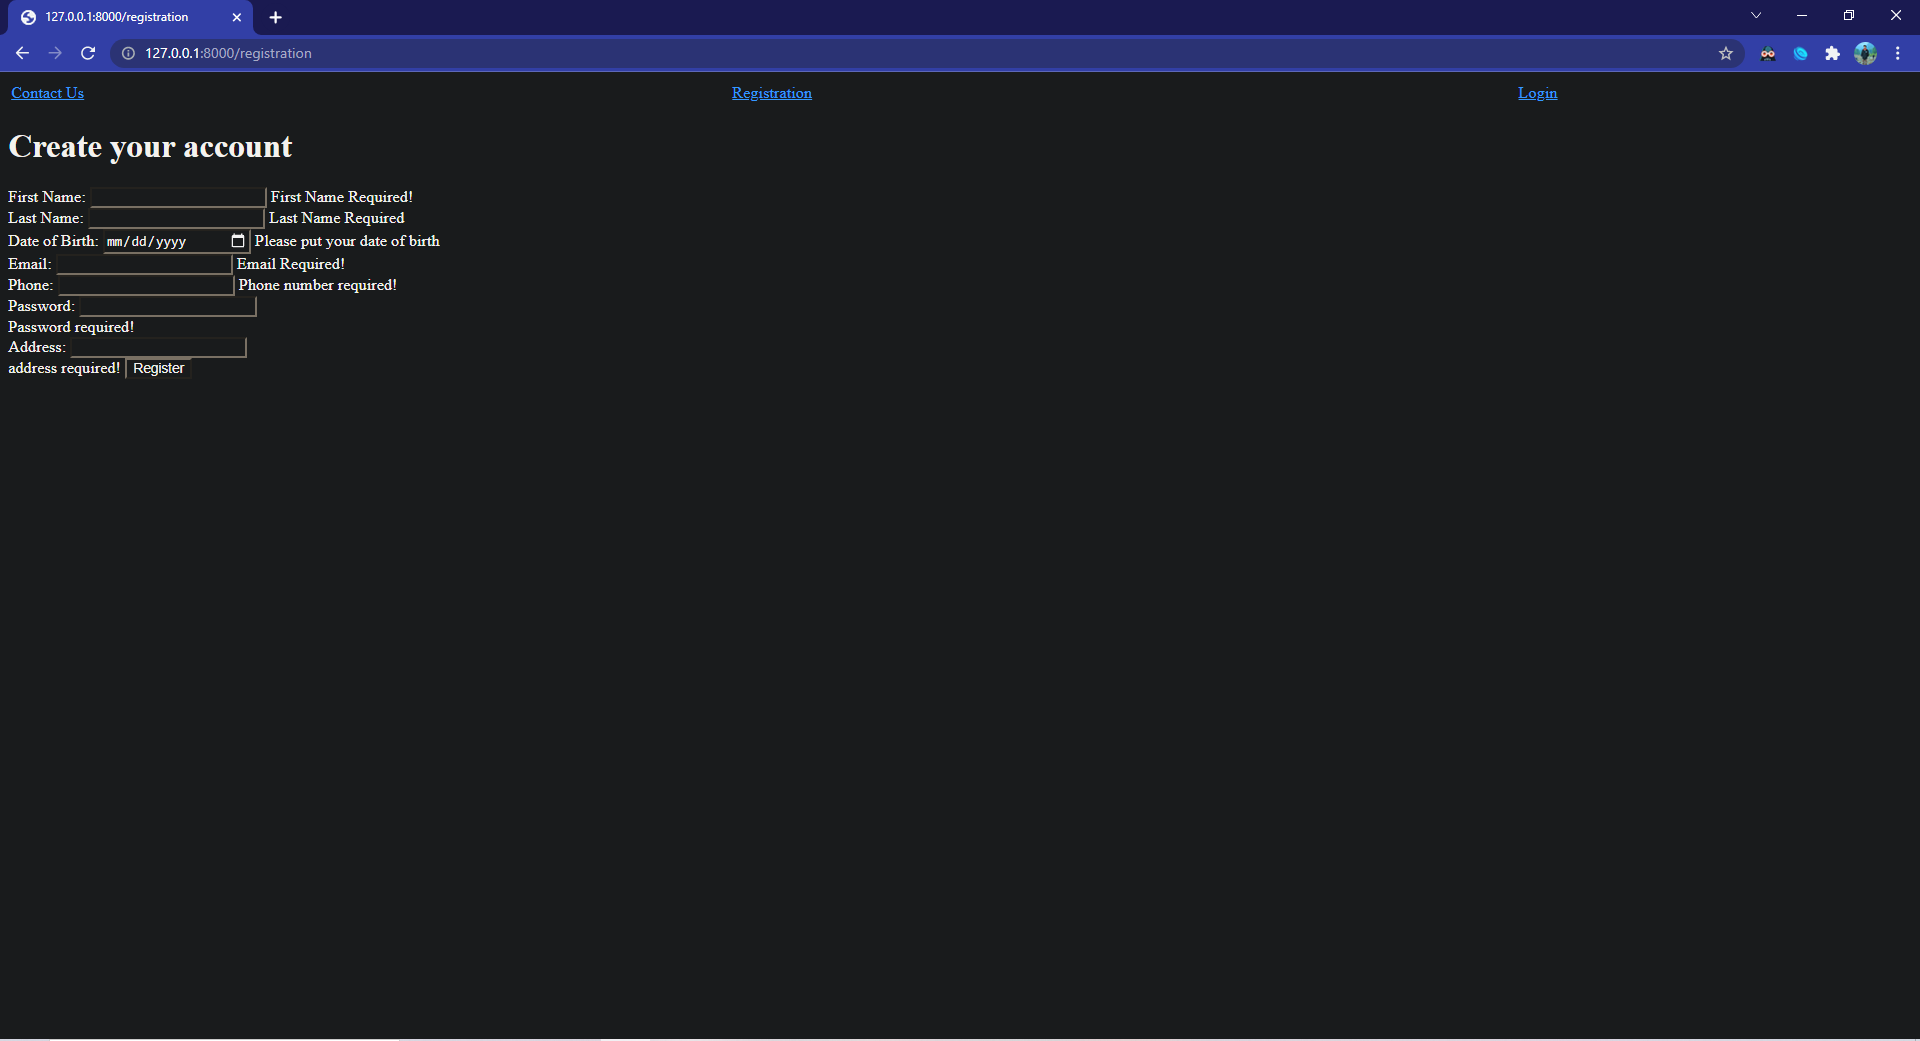 127.0.0.1:8000/registration
127.0.0.1:8000/registration
Contact Us Registration Login
Create your account
First Name: First Name Required!
Last Name: Last Name Required
Date of Birth: mm/dd/yyyy Please put your date of birth
Email: Email Required!
Phone: Phone number required!
Password:
Password required!
Address:
address required! Register